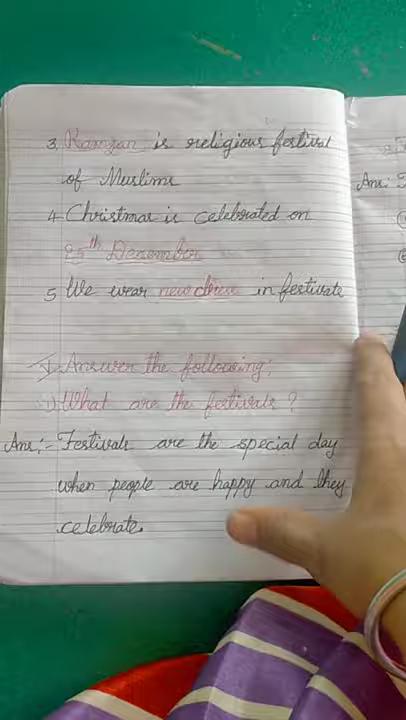 3. Ramzan is religious festival
of Muslims
4. Christmas is celebrated on
25th December
5 We wear new dress in festivals
I Answer the following:
1) What are the festivals ?
Ans:- Festivals are the special day
when people are happy and they
celebrate.
Ans: